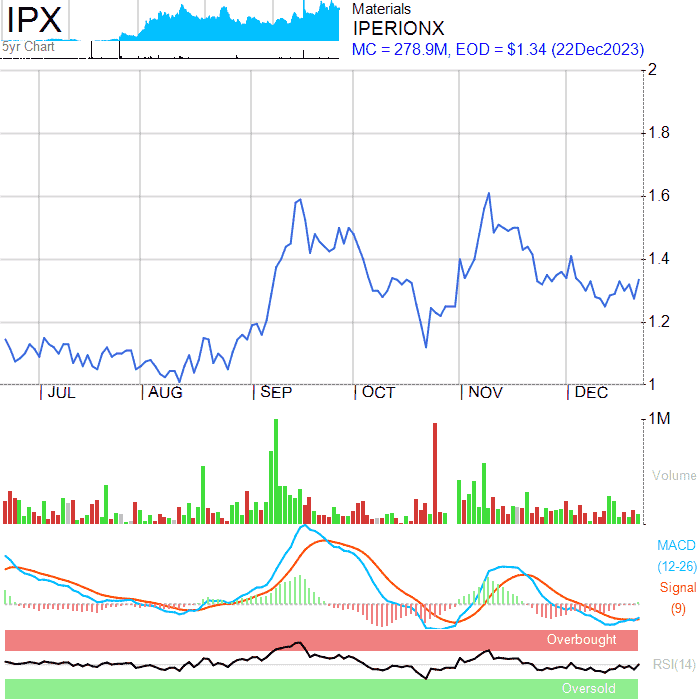 IPX
5yr Chart
Materials
IPERIONX
MC = 278.9M, EOD = $1.34 (22Dec2023)
2
1.8
1.6
1.4
1.2
1
JUL AUG SEP OCT NOV DEC
1M
Volume
MACD
(12-26)
Signal
(9)
Overbought
RSI(14)
Oversold